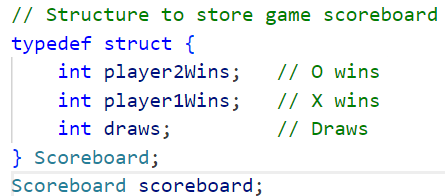 // Structure to store game scoreboard
typedef struct {
    int player2Wins;   // O wins
    int player1Wins;   // X wins
    int draws;         // Draws
} Scoreboard;
Scoreboard scoreboard;